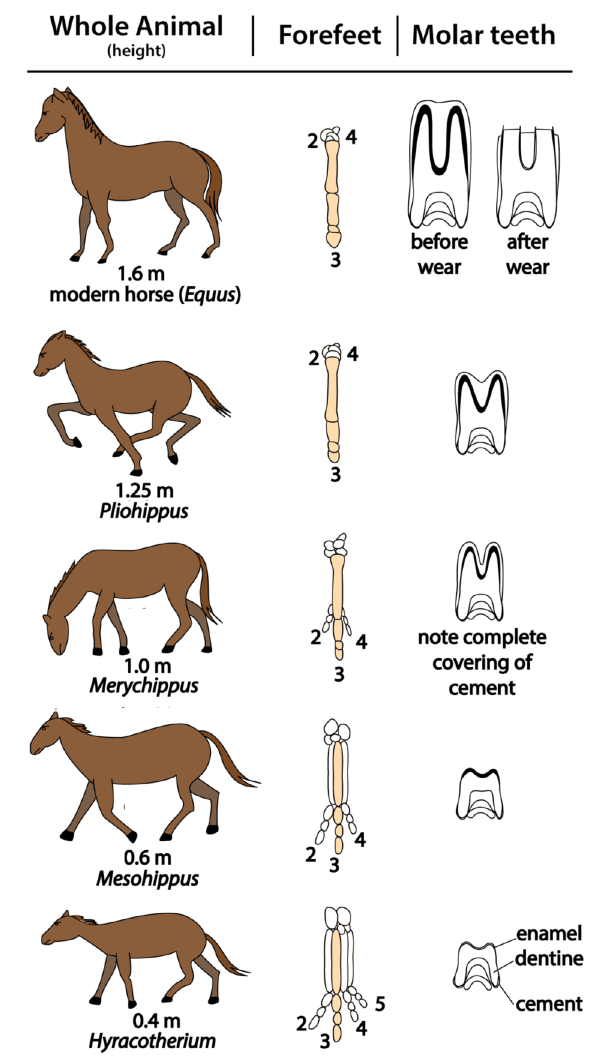 Whole Animal | Forefeet | Molar teeth
(height)
2 4
3
before
wear
after
wear
1.6 m
modern horse (Equus)
2 4
3
1.25 m
Pliohippus
2 4
3
note complete
covering of
cement
1.0 m
Merychippus
2 4
3
0.6 m
Mesohippus
enamel
dentine
cement
5
2 4
3
0.4 m
Hyracotherium